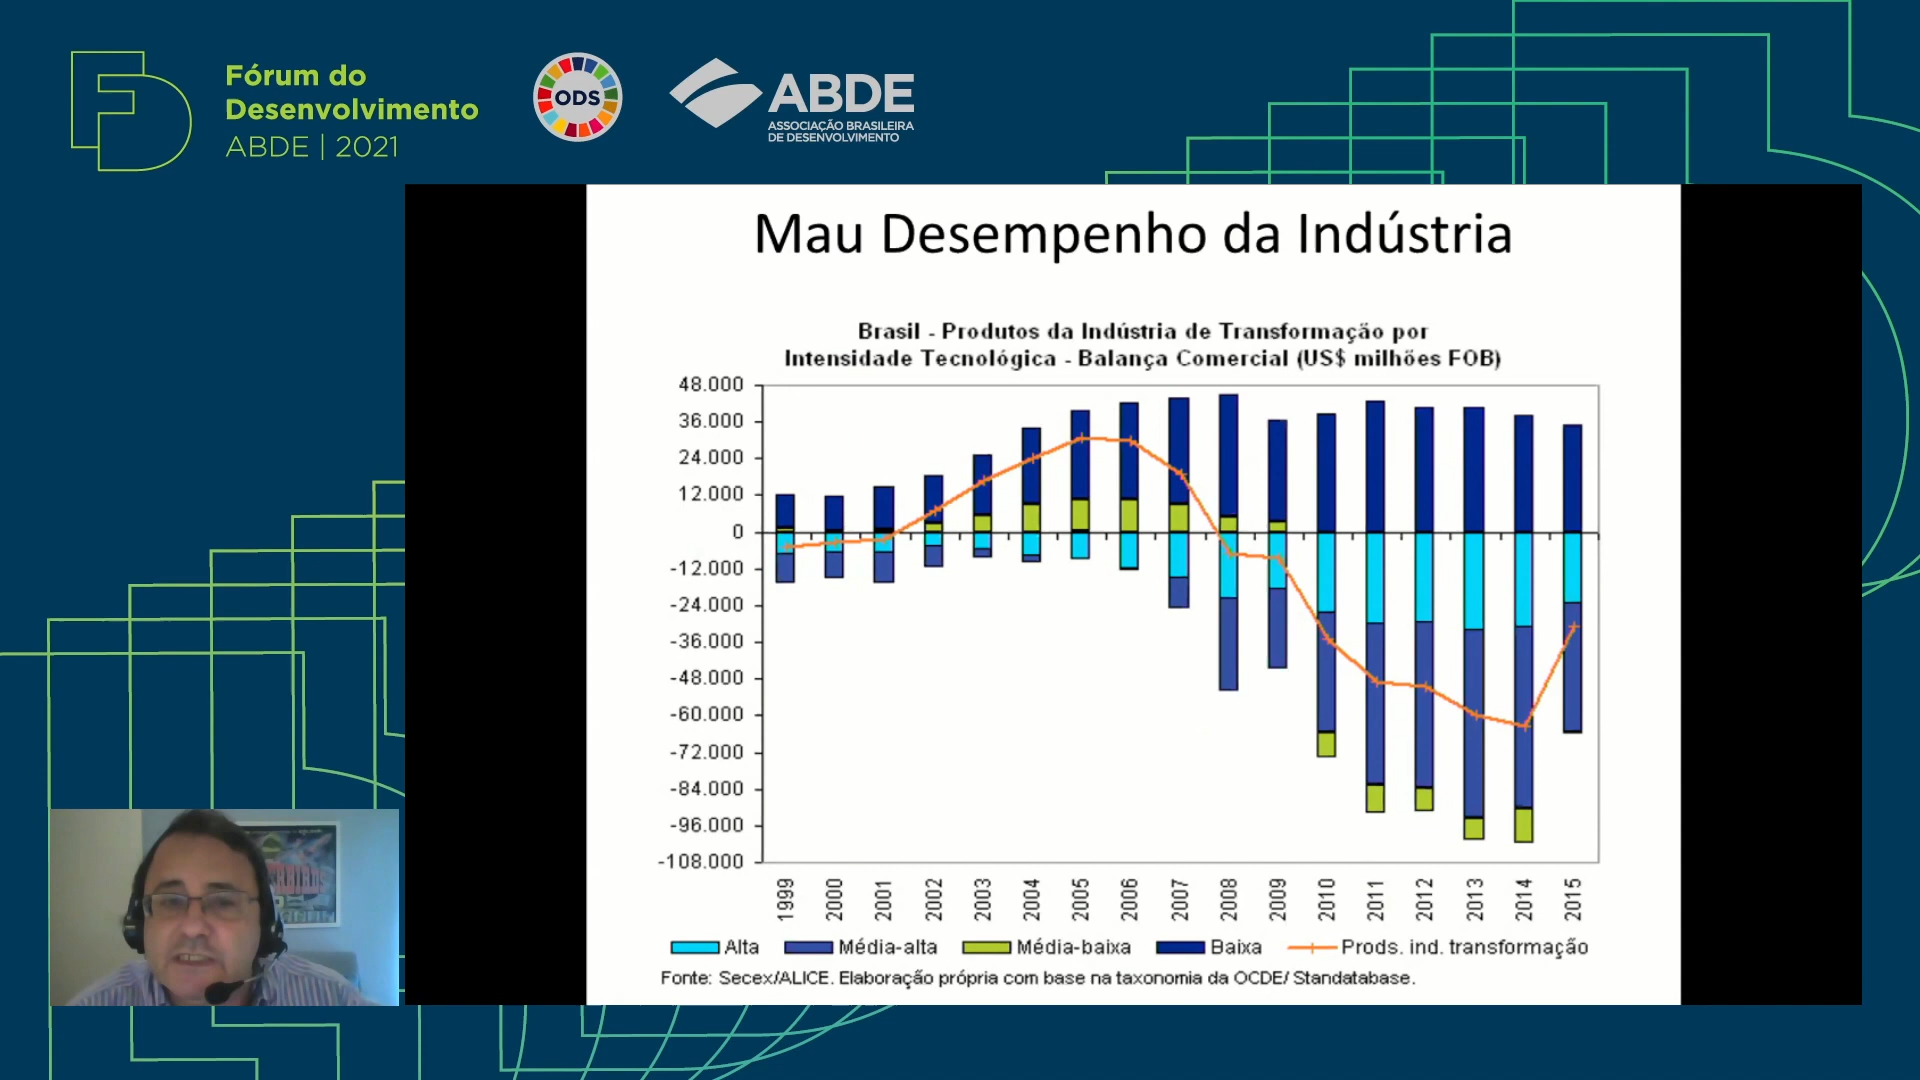 Fórum do
Desenvolvimento
ABDE | 2021
ODS
ABDE
ASSOCIAÇÃO BRASILEIRA
DE DESENVOLVIMENTO
Mau Desempenho da Indústria
Brasil - Produtos da Indústria de Transformação por
Intensidade Tecnológica - Balança Comercial (US$ milhões FOB)
48.000
36.000
24.000
12.000
0
-12.000
-24.000
-36.000
-48.000
-60.000
-72.000
-84.000
-96.000
-108.000
1999 2000 2001 2002 2003 2004 2005 2006 2007 2008 2009 2010 2011 2012 2013 2014 2015
Alta Média-alta Média-baixa Baixa Prods. ind. transformação
Fonte: Secex/ALICE. Elaboração própria com base na taxonomia da OCDE/ Standatabase.